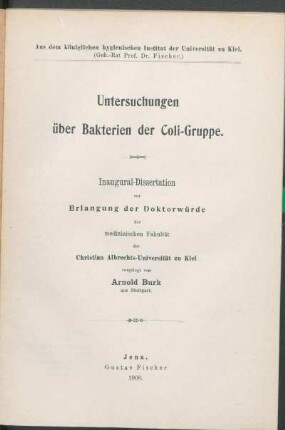 Aus dem königlichen hygienischen Institut der Universität zu Kiel.
(Geh.-Rat Prof. Dr. Fischer.)
Untersuchungen
über Bakterien der Coli-Gruppe.
Inaugural-Dissertation
zur
Erlangung der Doktorwürde
der
medizinischen Fakultät
der
Christian Albrechts-Universität zu Kiel
vorgelegt von
Arnold Burk
aus Stuttgart.
Jena,
Gustav Fischer
1908.